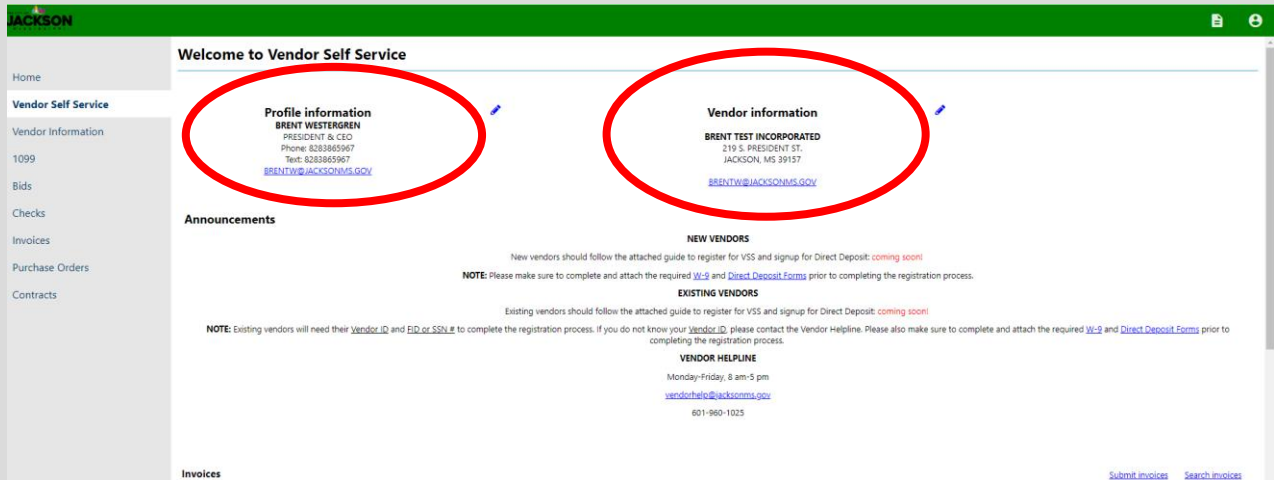 JACKSON
Welcome to Vendor Self Service
Home
Vendor Self Service
Vendor Information
1099
Bids
Checks
Invoices
Purchase Orders
Contracts
Profile information
BRENT WESTERGREN
PRESIDENT & CEO
Phone: 8283865967
Text: 8283865967
BRENTW@JACKSONMS.GOV
Vendor information
BRENT TEST INCORPORATED
219 S. PRESIDENT ST.
JACKSON, MS 39157
BRENTW@JACKSONMS.GOV
Announcements
NEW VENDORS
New vendors should follow the attached guide to register for VSS and signup for Direct Deposit: coming soon!
NOTE: Please make sure to complete and attach the required W-9 and Direct Deposit Forms prior to completing the registration process.
EXISTING VENDORS
Existing vendors should follow the attached guide to register for VSS and signup for Direct Deposit: coming soon!
NOTE: Existing vendors will need their Vendor ID and FID or SSN # to complete the registration process. If you do not know your Vendor ID, please contact the Vendor Helpline. Please also make sure to complete and attach the required W-9 and Direct Deposit Forms prior to
completing the registration process.
VENDOR HELPLINE
Monday-Friday, 8 am-5 pm
vendorhelp@jacksonms.gov
601-960-1025
Invoices
Submit invoices Search invoices